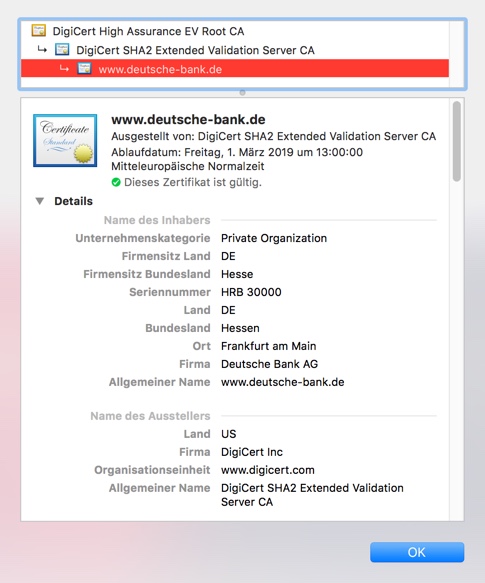 DigiCert High Assurance EV Root CA
DigiCert SHA2 Extended Validation Server CA
www.deutsche-bank.de
Certificate
Standard
www.deutsche-bank.de
Ausgestellt von: DigiCert SHA2 Extended Validation Server CA
Ablaufdatum: Freitag, 1. März 2019 um 13:00:00
Mitteleuropäische Normalzeit
Dieses Zertifikat ist gültig.
Details
Name des Inhabers
Unternehmenskategorie Private Organization
Firmensitz Land DE
Firmensitz Bundesland Hesse
Seriennummer HRB 30000
Land DE
Bundesland Hessen
Ort Frankfurt am Main
Firma Deutsche Bank AG
Allgemeiner Name www.deutsche-bank.de
Name des Ausstellers
Land US
Firma DigiCert Inc
Organisationseinheit www.digicert.com
Allgemeiner Name DigiCert SHA2 Extended Validation
Server CA
OK